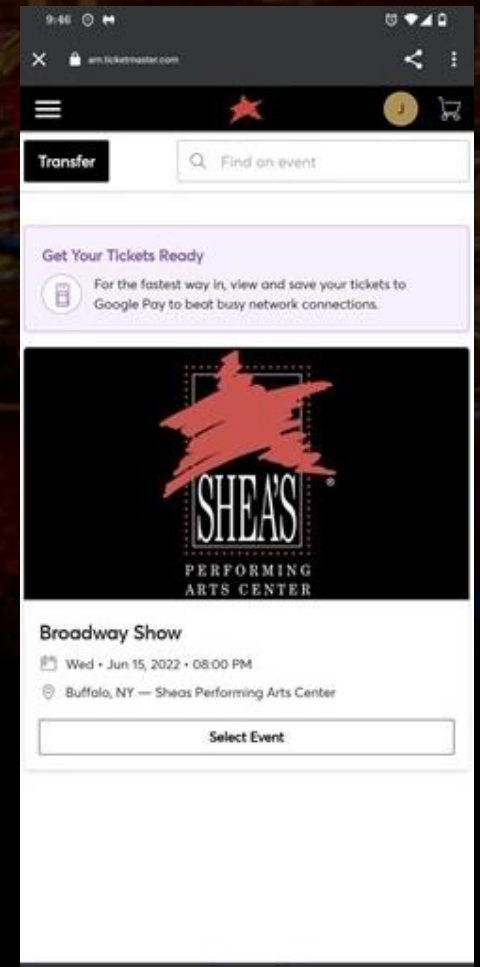 9:46
am.ticketmaster.com
J
Transfer
Find an event
Get Your Tickets Ready
For the fastest way in, view and save your tickets to
Google Pay to beat busy network connections.
SHEA'S
®
PERFORMING
ARTS CENTER
Broadway Show
Wed • Jun 15, 2022 • 08:00 PM
Buffalo, NY — Sheas Performing Arts Center
Select Event